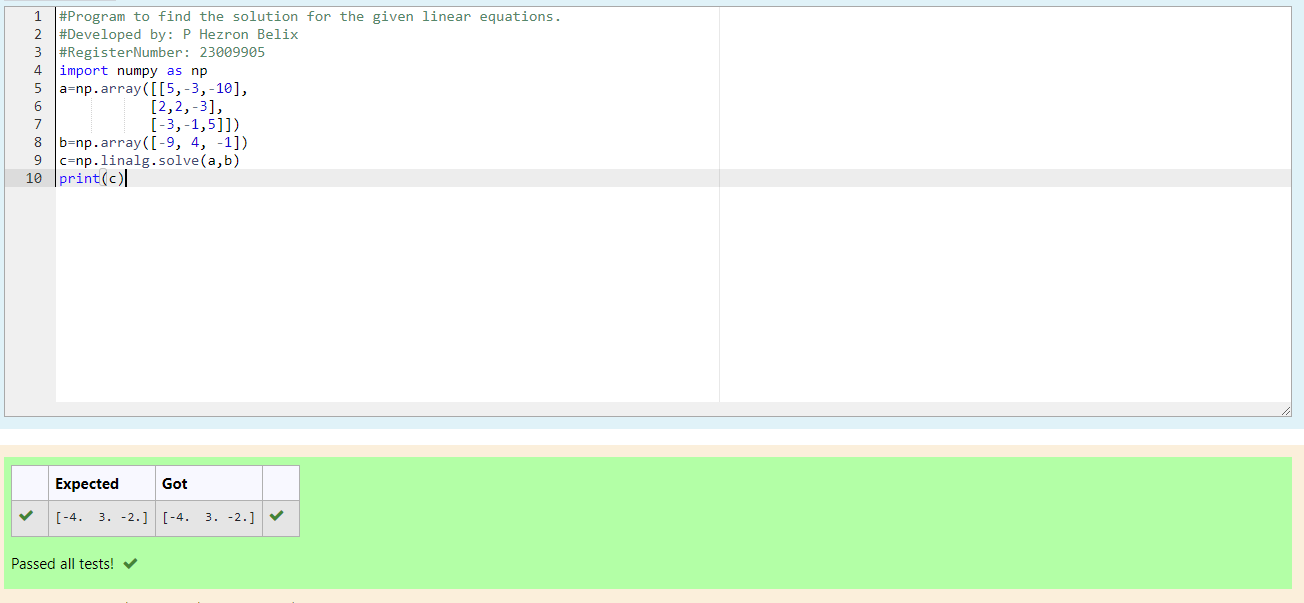 1 #Program to find the solution for the given linear equations.
2 #Developed by: P Hezron Belix
3 #RegisterNumber: 23009905
4 import numpy as np
5 a=np.array([[5,-3,-10],
6            [2,2,-3],
7            [-3,-1,5]])
8 b=np.array([-9, 4, -1])
9 c=np.linalg.solve(a,b)
10 print(c)
Expected Got
[-4.  3. -2.] [-4.  3. -2.]
Passed all tests!